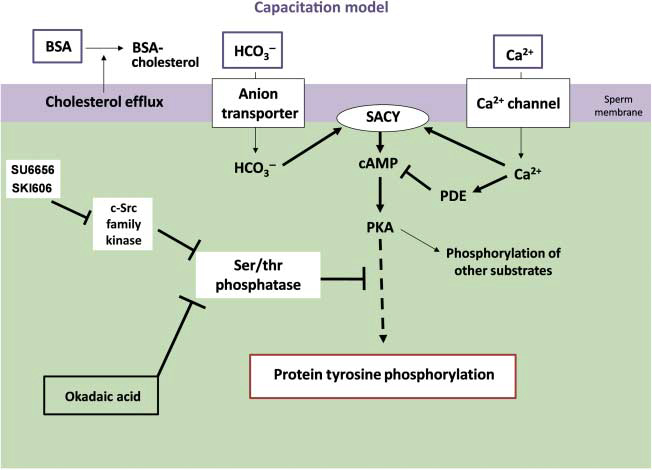 Capacitation model
BSA
BSA-
cholesterol
HCO₃⁻
Ca²⁺
Cholesterol efflux
Anion
transporter
SACY
Ca²⁺ channel
Sperm
membrane
HCO₃⁻
cAMP
Ca²⁺
PDE
SU6656
SKI606
c-Src
family
kinase
PKA
Phosphorylation of
other substrates
Ser/thr
phosphatase
Protein tyrosine phosphorylation
Okadaic acid